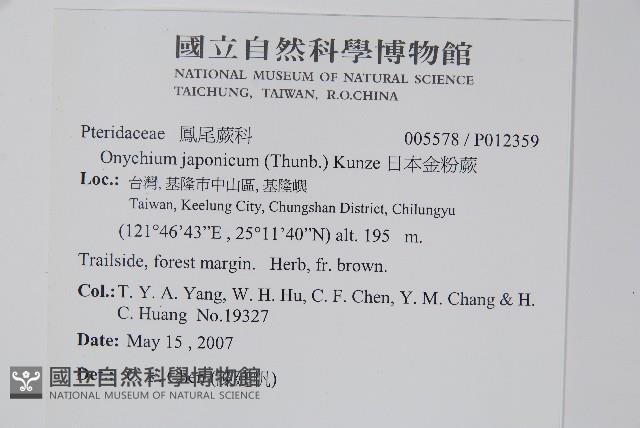 國立自然科學博物館
NATIONAL MUSEUM OF NATURAL SCIENCE
TAICHUNG, TAIWAN, R.O.CHINA
Pteridaceae 鳳尾蕨科 005578 / P012359
Onychium japonicum (Thunb.) Kunze 日本金粉蕨
Loc.: 台灣, 基隆市中山區, 基隆嶼
Taiwan, Keelung City, Chungshan District, Chilungyu
(121°46'43”E , 25°11'40”N) alt. 195 m.
Trailside, forest margin. Herb, fr. brown.
Col.: T. Y. A. Yang, W. H. Hu, C. F. Chen, Y. M. Chang & H.
C. Huang No.19327
Date: May 15 , 2007
國立自然科學博物館
NATIONAL MUSEUM OF NATURAL SCIENCE